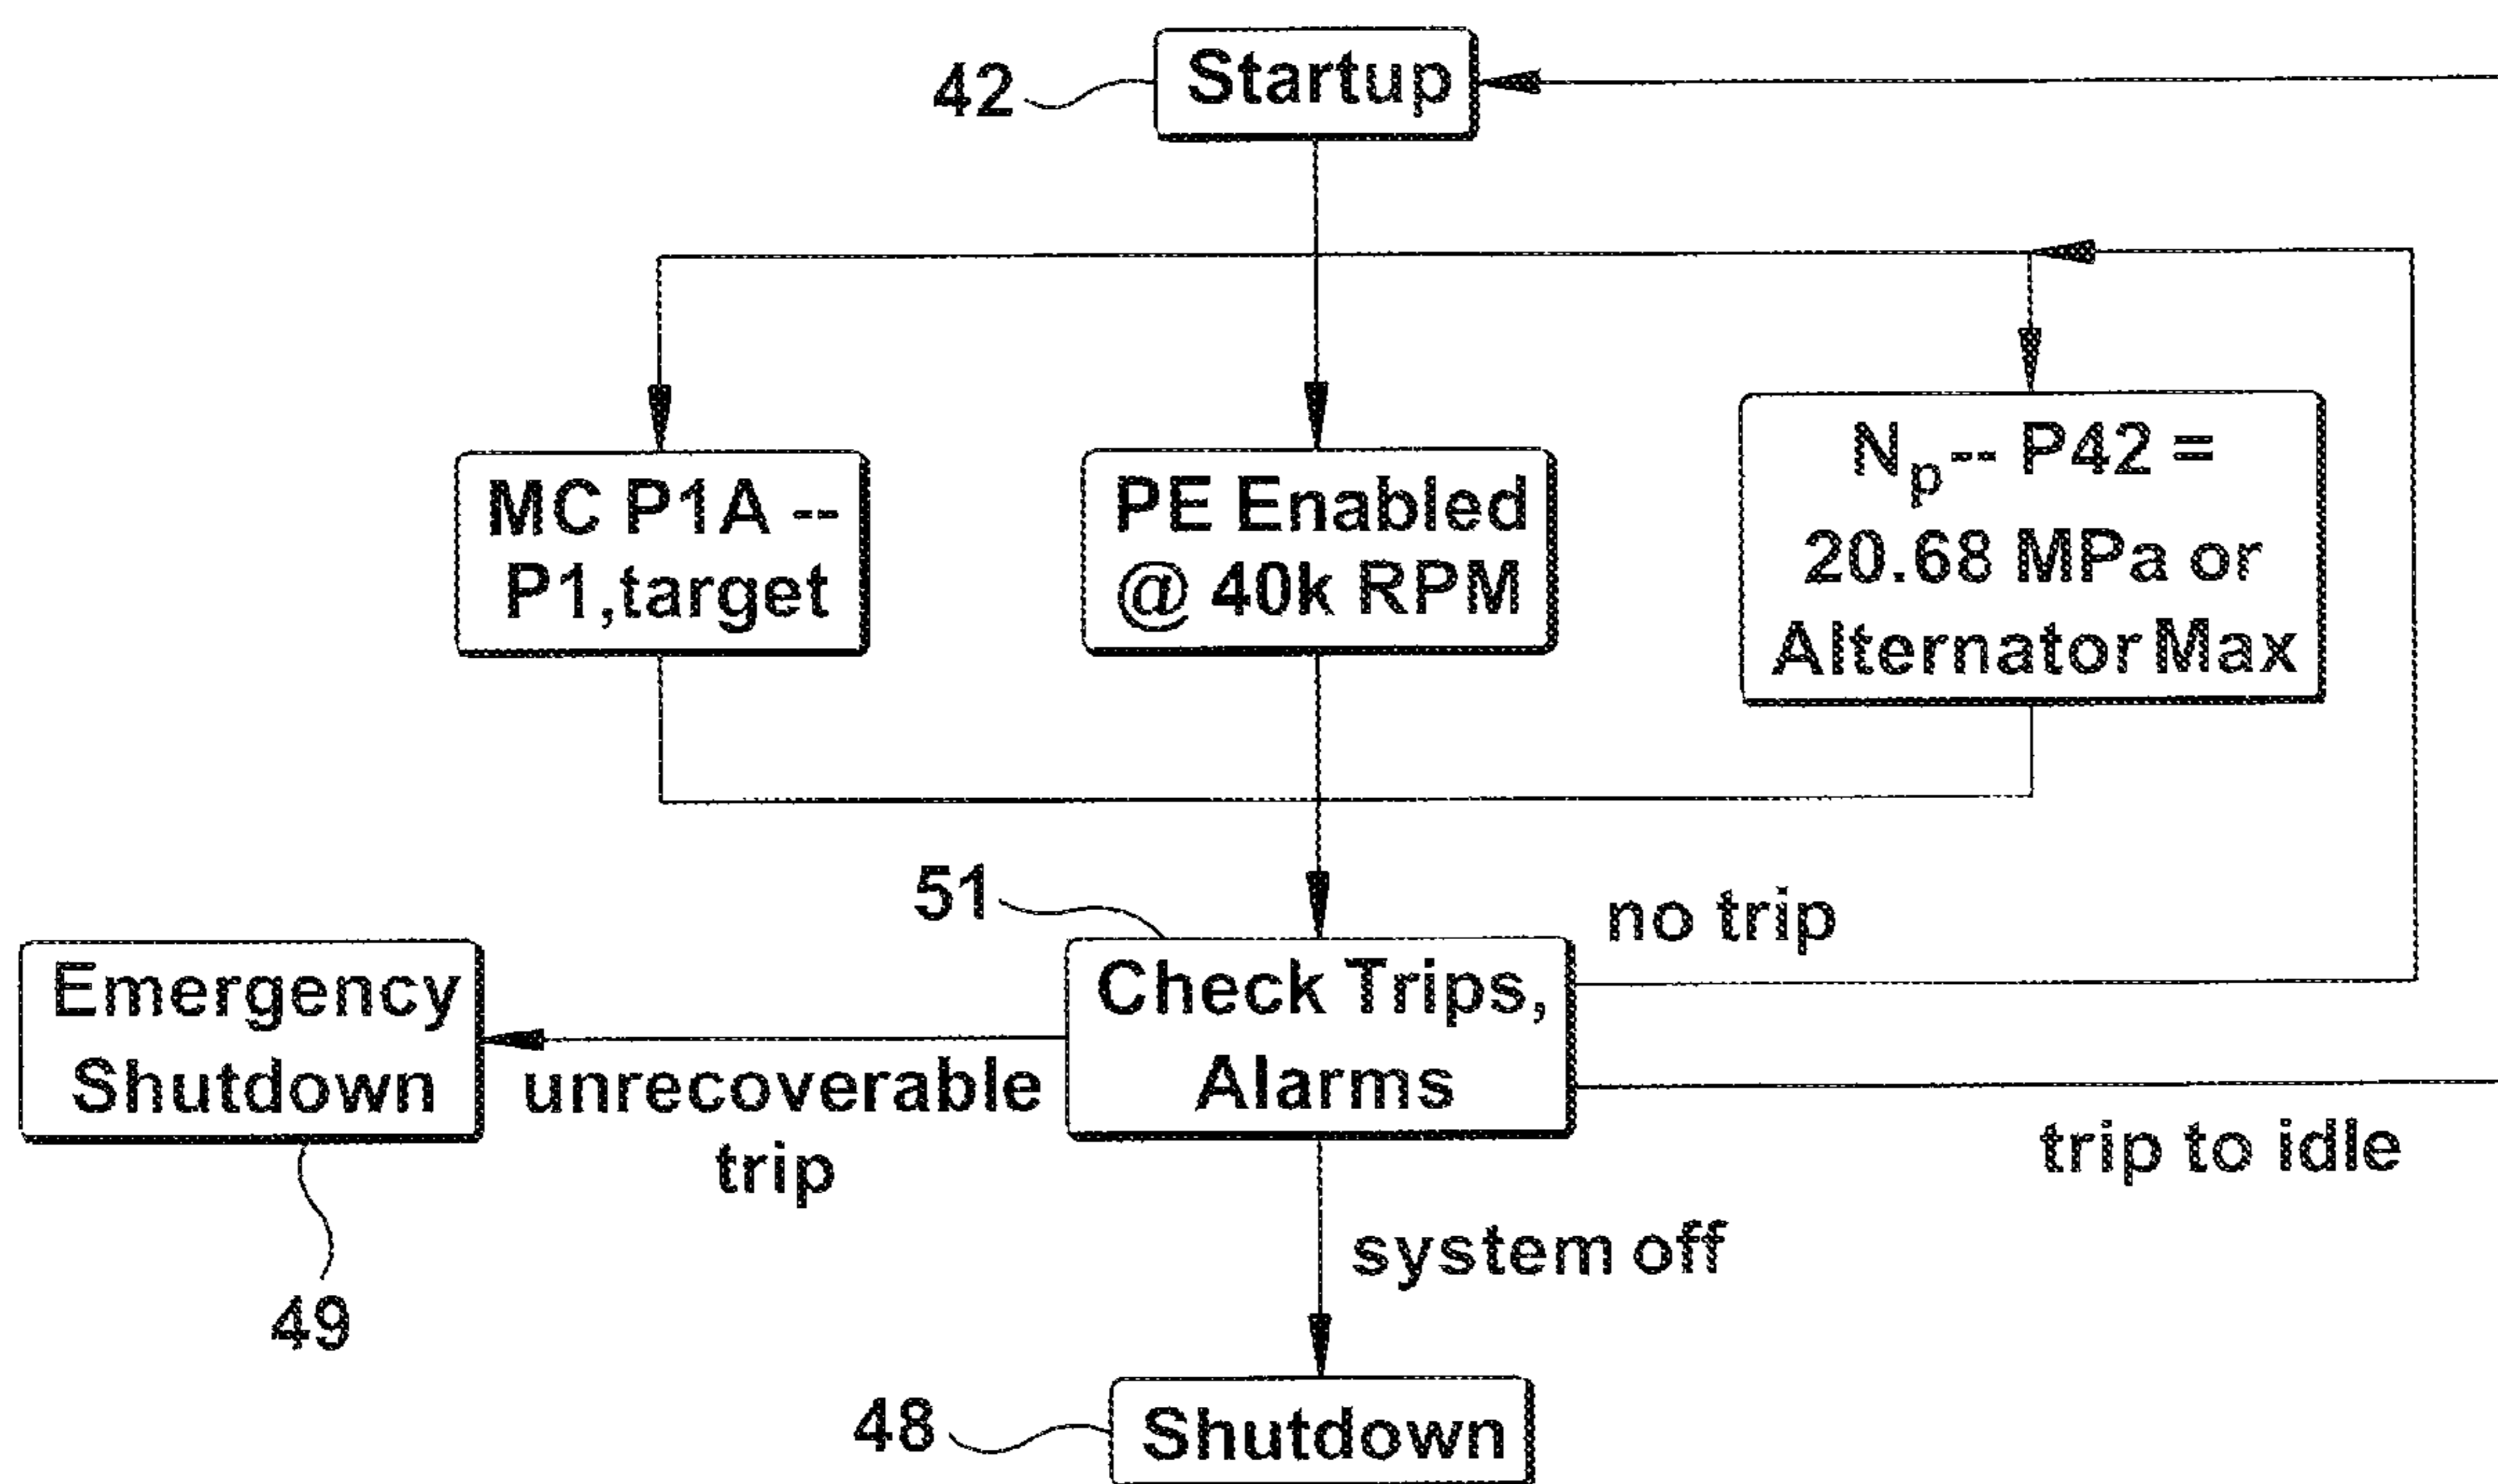 42
Startup
MC P1A --
P1,target
PE Enabled
@ 40k RPM
Np -- P42 =
20.68 MPa or
Alternator Max
51
no trip
Emergency
Shutdown
Check Trips,
Alarms
unrecoverable
trip
trip to idle
system off
49
48
Shutdown